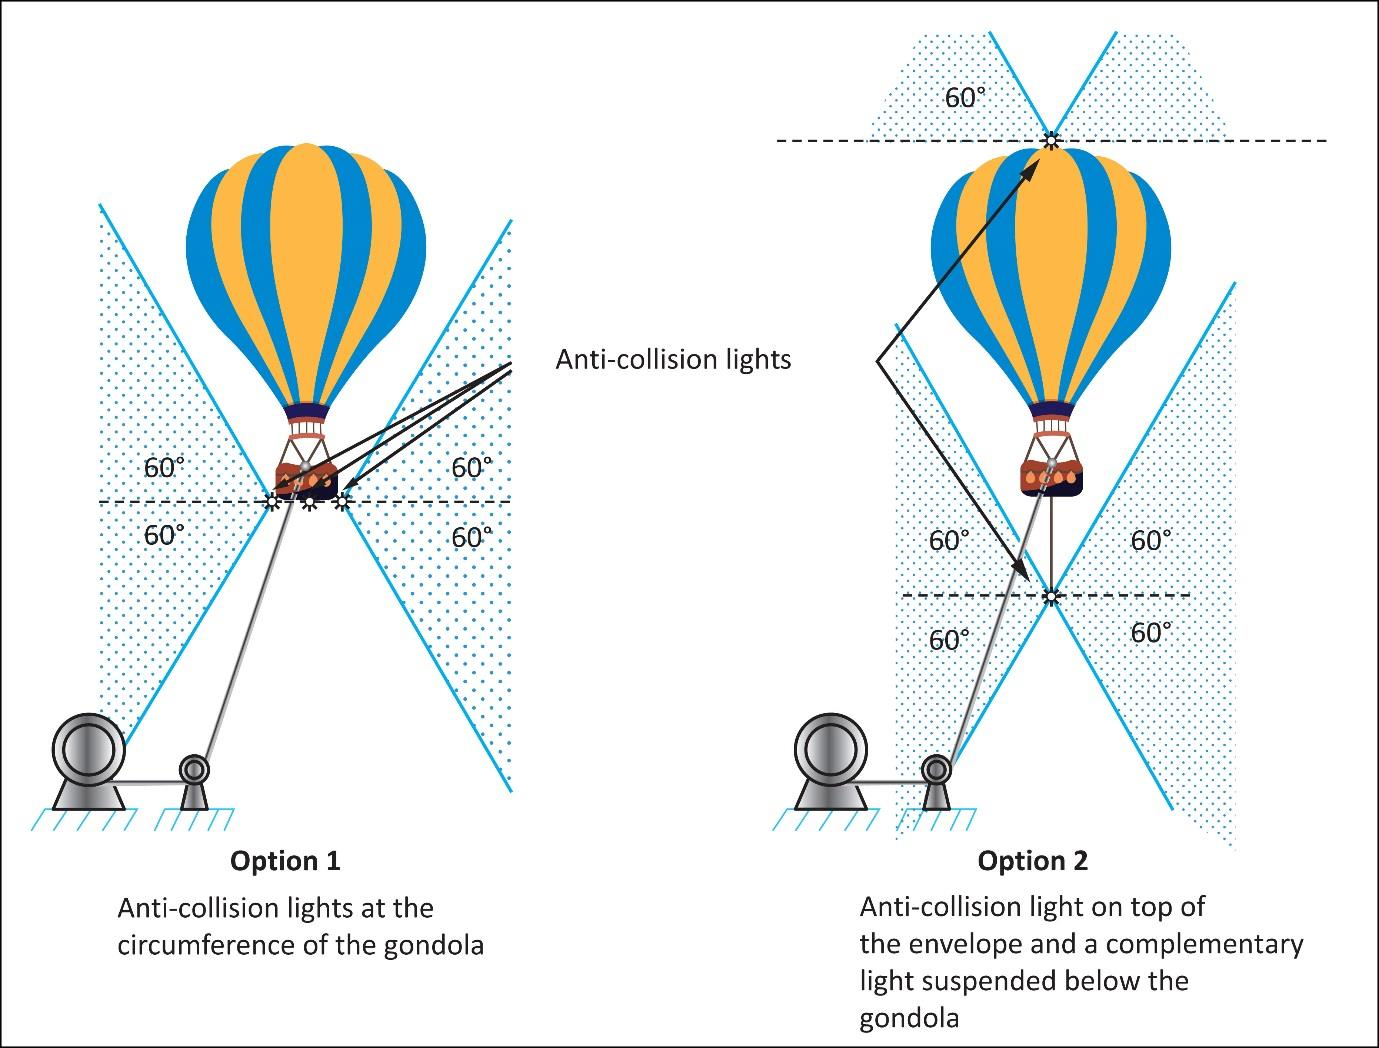 60°
60°
60°
60°
60°
Option 1
Anti-collision lights at the
circumference of the gondola
Anti-collision lights
60°
60°
60°
60°
Option 2
Anti-collision light on top of
the envelope and a complementary
light suspended below the
gondola